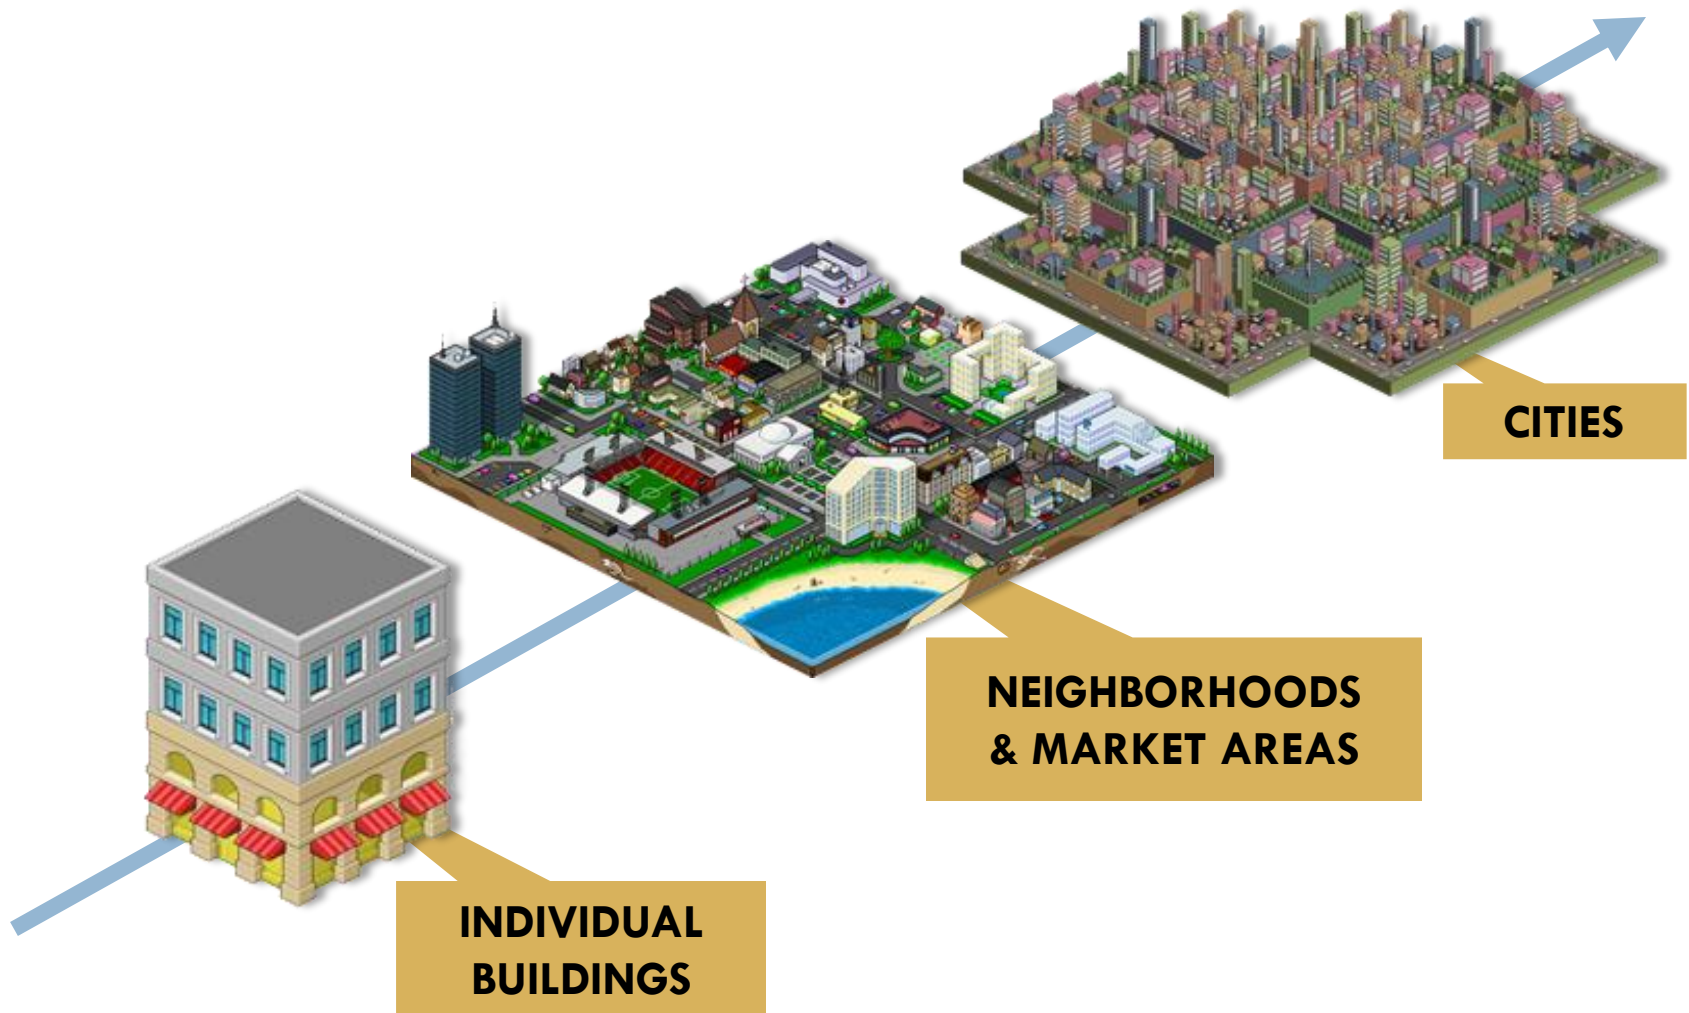 CITIES
NEIGHBORHOODS
& MARKET AREAS
INDIVIDUAL
BUILDINGS